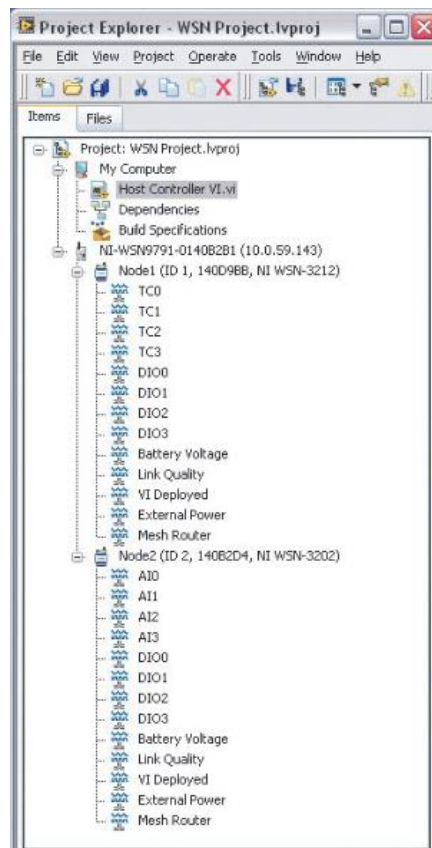 Project Explorer - WSN Project.lvproj
File Edit View Project Operate Tools Window Help
Items Files
Project: WSN Project.lvproj
My Computer
Host Controller VI.vi
Dependencies
Build Specifications
NI-WSN9791-0140B2B1 (10.0.59.143)
Node1 (ID 1, 140D9BB, NI WSN-3212)
TC0
TC1
TC2
TC3
DIO0
DIO1
DIO2
DIO3
Battery Voltage
Link Quality
VI Deployed
External Power
Mesh Router
Node2 (ID 2, 140B2D4, NI WSN-3202)
AI0
AI1
AI2
AI3
DIO0
DIO1
DIO2
DIO3
Battery Voltage
Link Quality
VI Deployed
External Power
Mesh Router